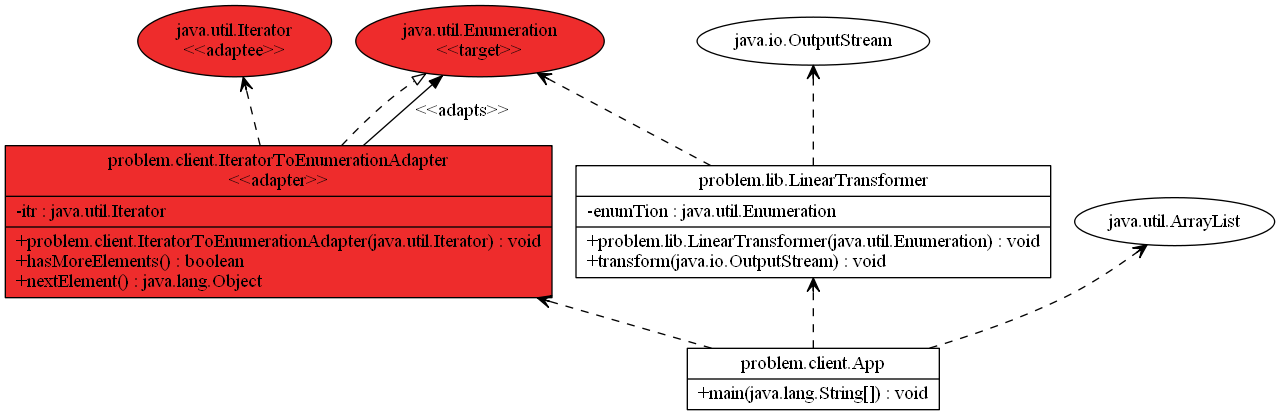 java.util.Iterator
<<adaptee>>
java.util.Enumeration
<<target>>
java.io.OutputStream
<<adapts>>
problem.client.IteratorToEnumerationAdapter
<<adapter>>
-itr : java.util.Iterator
+problem.client.IteratorToEnumerationAdapter(java.util.Iterator) : void
+hasMoreElements() : boolean
+nextElement() : java.lang.Object
problem.lib.LinearTransformer
-enumTion : java.util.Enumeration
+problem.lib.LinearTransformer(java.util.Enumeration) : void
+transform(java.io.OutputStream) : void
java.util.ArrayList
problem.client.App
+main(java.lang.String[]) : void